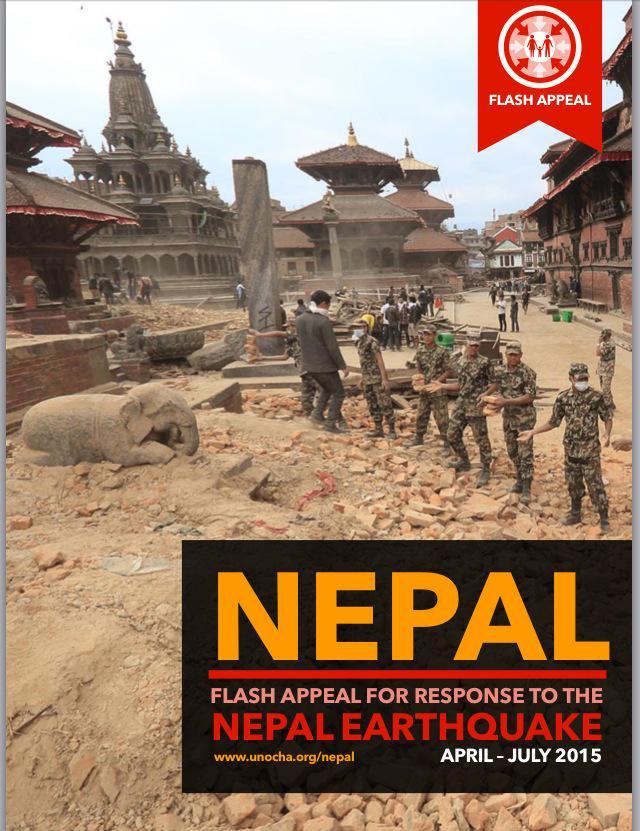 FLASH APPEAL
NEPAL
FLASH APPEAL FOR RESPONSE TO THE
NEPAL EARTHQUAKE
www.unocha.org/nepal
APRIL – JULY 2015